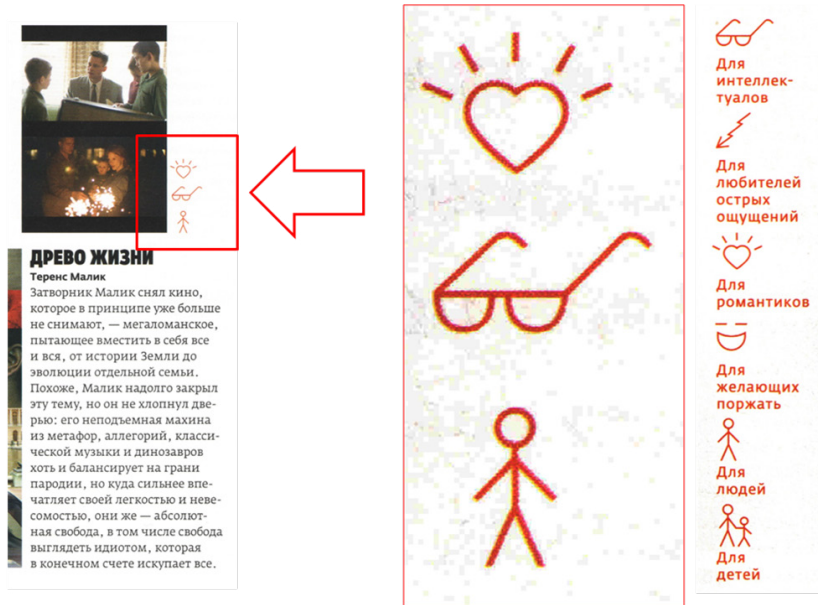 ДРЕВО ЖИЗНИ
Теренс Малик
Затворник Малик снял кино,
которое в принципе уже больше
не снимают, — мегаломанское,
пытающее вместить в себя все
и вся, от истории Земли до
эволюции отдельной семьи.
Похоже, Малик надолго закрыл
эту тему, но он не хлопнул две-
рью: его неподъемная махина
из метафор, аллегорий, класси-
ческой музыки и динозавров
хоть и балансирует на грани
пародии, но куда сильнее впе-
чатляет своей легкостью и неве-
сомостью, они же — абсолют-
ная свобода, в том числе свобода
выглядеть идиотом, которая
в конечном счете искупает все.
Для
интеллек-
туалов
Для
любителей
острых
ощущений
Для
романтиков
Для
желающих
поржать
Для
людей
Для
детей